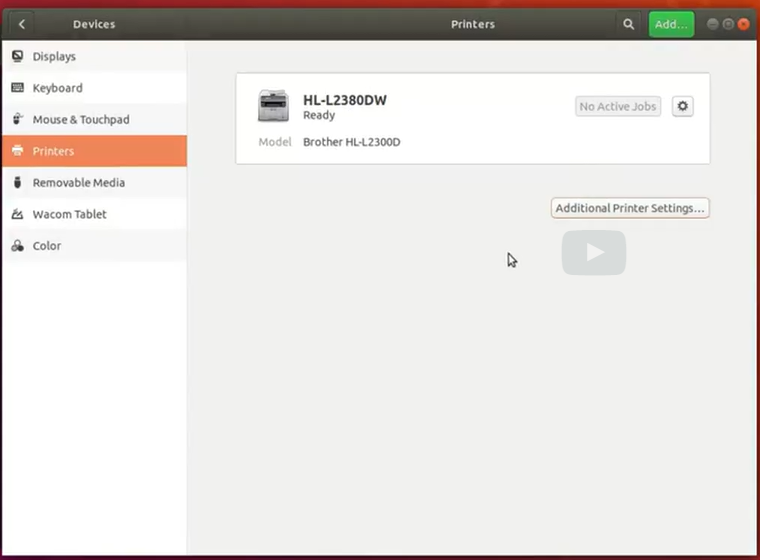 Devices
Printers
Add...
Displays
Keyboard
Mouse & Touchpad
Printers
Removable Media
Wacom Tablet
Color
HL-L2380DW
Ready
No Active Jobs
Model Brother HL-L2300D
Additional Printer Settings...